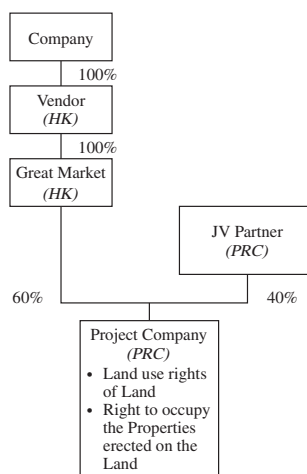 Company
100%
Vendor
(HK)
100%
Great Market
(HK)
JV Partner
(PRC)
60%
40%
Project Company
(PRC)
• Land use rights
of Land
• Right to occupy
the Properties
erected on the
Land